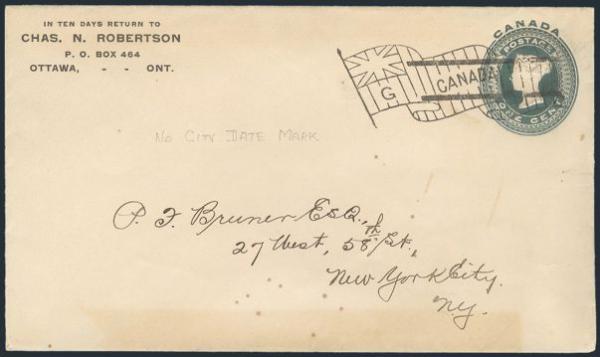 IN TEN DAYS RETURN TO
CHAS. N. ROBERTSON
P. O. BOX 464
OTTAWA, - - ONT.
CANADA
POSTAGE
ONE CENT
G
CANADA
NO CITY DATE MARK
P. F. Bruner Esq.,
27 West, 58th St.,
New York City.
N.y.